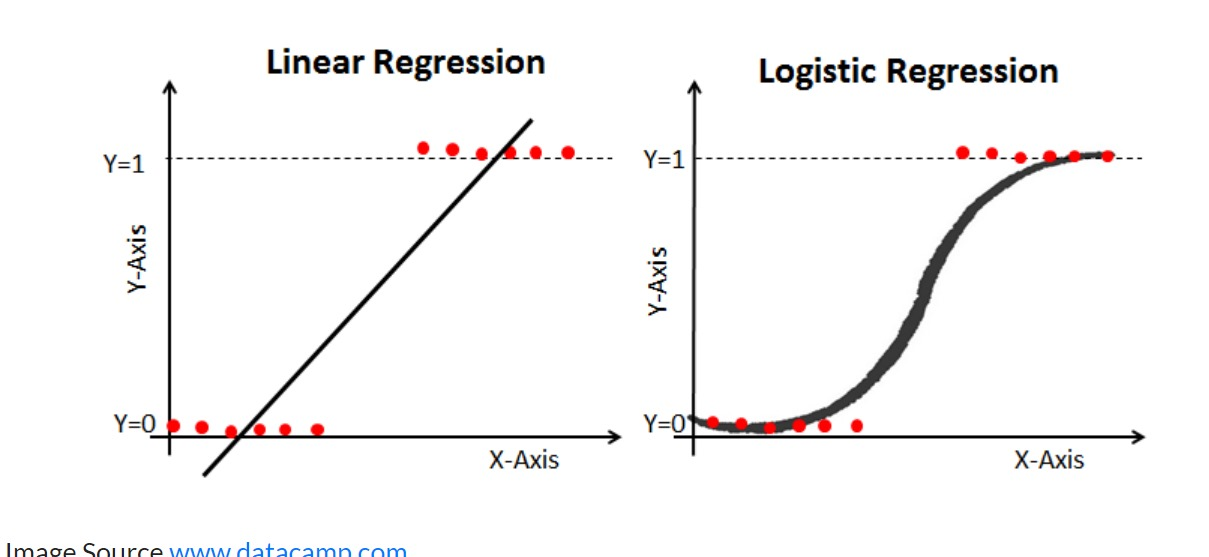 Linear Regression
Y=1
Y-Axis
Y=0
X-Axis
Logistic Regression
Y=1
Y-Axis
Y=0
X-Axis
Image Source www.datacamp.com